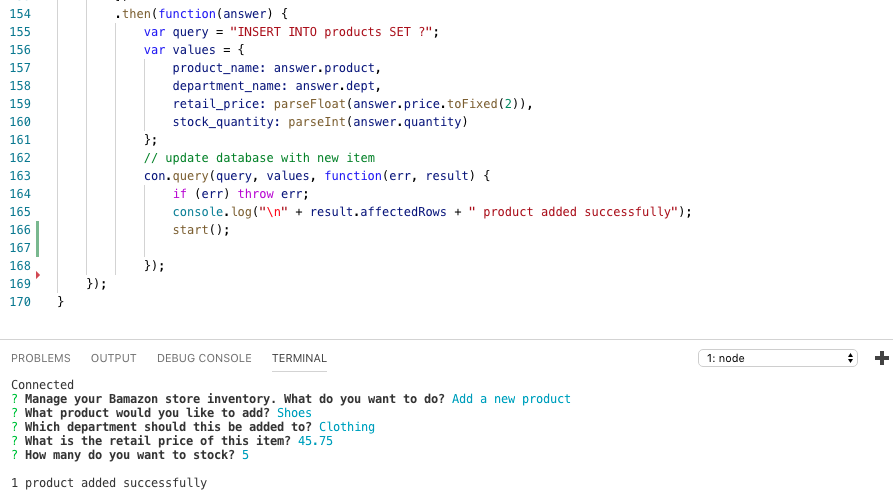 154 .then(function(answer) {
155 var query = "INSERT INTO products SET ?";
156 var values = {
157 product_name: answer.product,
158 department_name: answer.dept,
159 retail_price: parseFloat(answer.price.toFixed(2)),
160 stock_quantity: parseInt(answer.quantity)
161 };
162 // update database with new item
163 con.query(query, values, function(err, result) {
164 if (err) throw err;
165 console.log("\n" + result.affectedRows + " product added successfully");
166 start();
167
168 });
169 });
170 }
PROBLEMS OUTPUT DEBUG CONSOLE TERMINAL 1: node
Connected
? Manage your Bamazon store inventory. What do you want to do? Add a new product
? What product would you like to add? Shoes
? Which department should this be added to? Clothing
? What is the retail price of this item? 45.75
? How many do you want to stock? 5
1 product added successfully